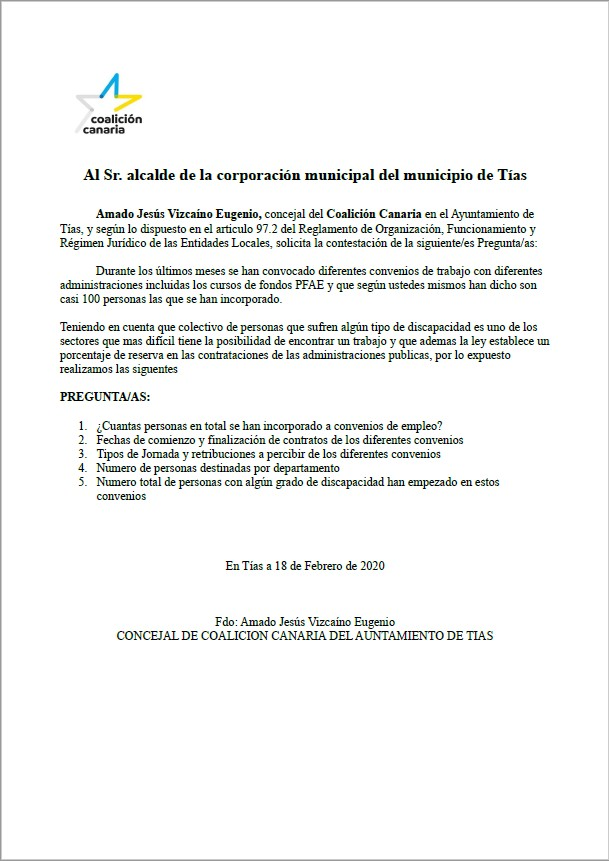 coalición
canaria
Al Sr. alcalde de la corporación municipal del municipio de Tías
Amado Jesús Vizcaíno Eugenio, concejal del Coalición Canaria en el Ayuntamiento de
Tías, y según lo dispuesto en el artículo 97.2 del Reglamento de Organización, Funcionamiento y
Régimen Jurídico de las Entidades Locales, solicita la contestación de la siguiente/es Pregunta/as:
Durante los últimos meses se han convocado diferentes convenios de trabajo con diferentes
administraciones incluidas los cursos de fondos PFAE y que según ustedes mismos han dicho son
casi 100 personas las que se han incorporado.
Teniendo en cuenta que colectivo de personas que sufren algún tipo de discapacidad es uno de los
sectores que mas difícil tiene la posibilidad de encontrar un trabajo y que ademas la ley establece un
porcentaje de reserva en las contrataciones de las administraciones publicas, por lo expuesto
realizamos las siguentes
PREGUNTA/AS:
1. ¿Cuantas personas en total se han incorporado a convenios de empleo?
2. Fechas de comienzo y finalización de contratos de los diferentes convenios
3. Tipos de Jornada y retribuciones a percibir de los diferentes convenios
4. Numero de personas destinadas por departamento
5. Numero total de personas con algún grado de discapacidad han empezado en estos
convenios
En Tías a 18 de Febrero de 2020
Fdo: Amado Jesús Vizcaíno Eugenio
CONCEJAL DE COALICION CANARIA DEL AUNTAMIENTO DE TIAS